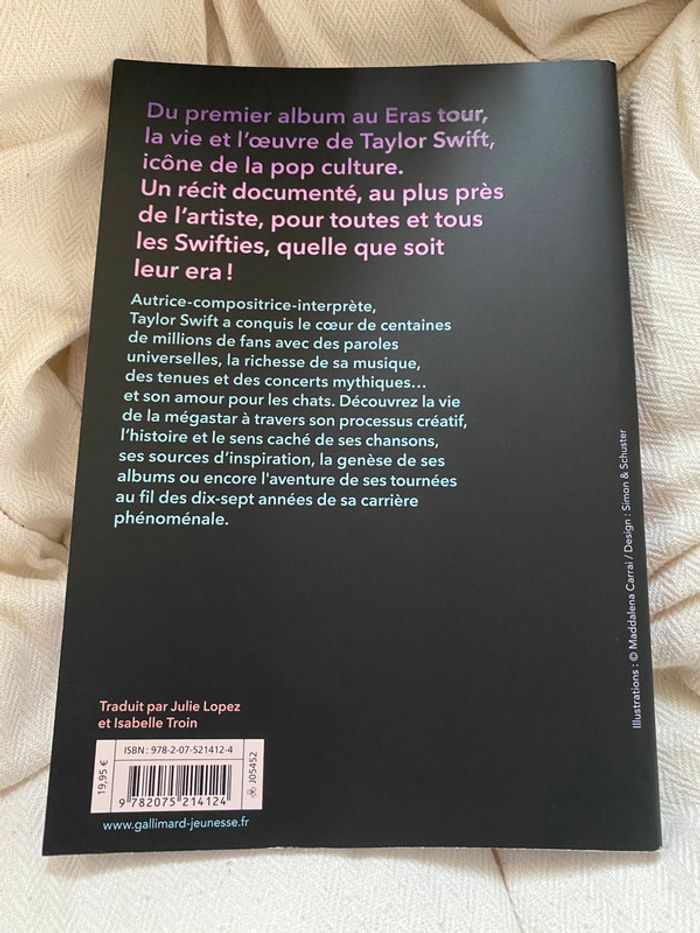 Du premier album au Eras tour,
la vie et l'œuvre de Taylor Swift,
icône de la pop culture.
Un récit documenté, au plus près
de l'artiste, pour toutes et tous
les Swifties, quelle que soit
leur era !
Autrice-compositrice-interprète,
Taylor Swift a conquis le cœur de centaines
de millions de fans avec des paroles
universelles, la richesse de sa musique,
des tenues et des concerts mythiques...
et son amour pour les chats. Découvrez la vie
de la mégastar à travers son processus créatif,
l'histoire et le sens caché de ses chansons,
ses sources d'inspiration, la genèse de ses
albums ou encore l'aventure de ses tournées
au fil des dix-sept années de sa carrière
phénoménale.
Illustrations : © Maddalena Carrai / Design : Simon & Schuster
Traduit par Julie Lopez
et Isabelle Troin
19,95 €
ISBN : 978-2-07-521412-4
9 782075 214124
J05452
www.gallimard-jeunesse.fr